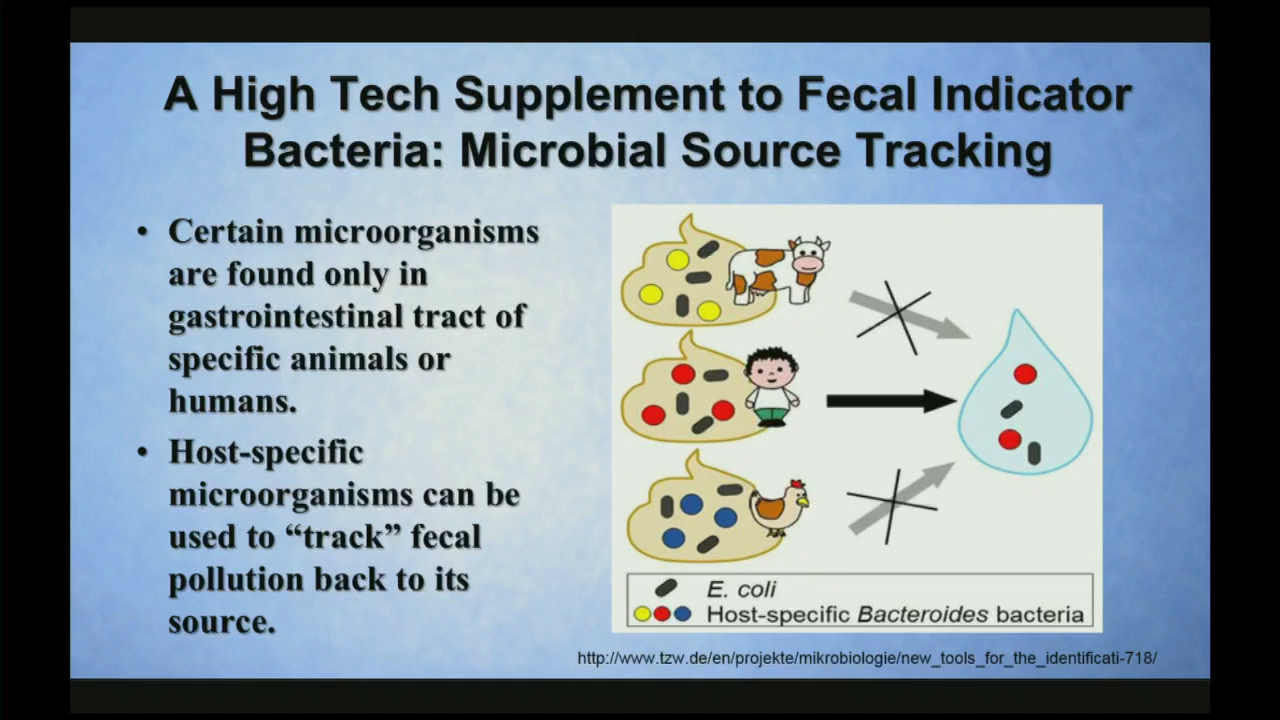 A High Tech Supplement to Fecal Indicator
Bacteria: Microbial Source Tracking
• Certain microorganisms
are found only in
gastrointestinal tract of
specific animals or
humans.
• Host-specific
microorganisms can be
used to “track” fecal
pollution back to its
source.
E. coli
Host-specific Bacteroides bacteria
http://www.tzw.de/en/projekte/mikrobiologie/new_tools_for_the_identificati-718/